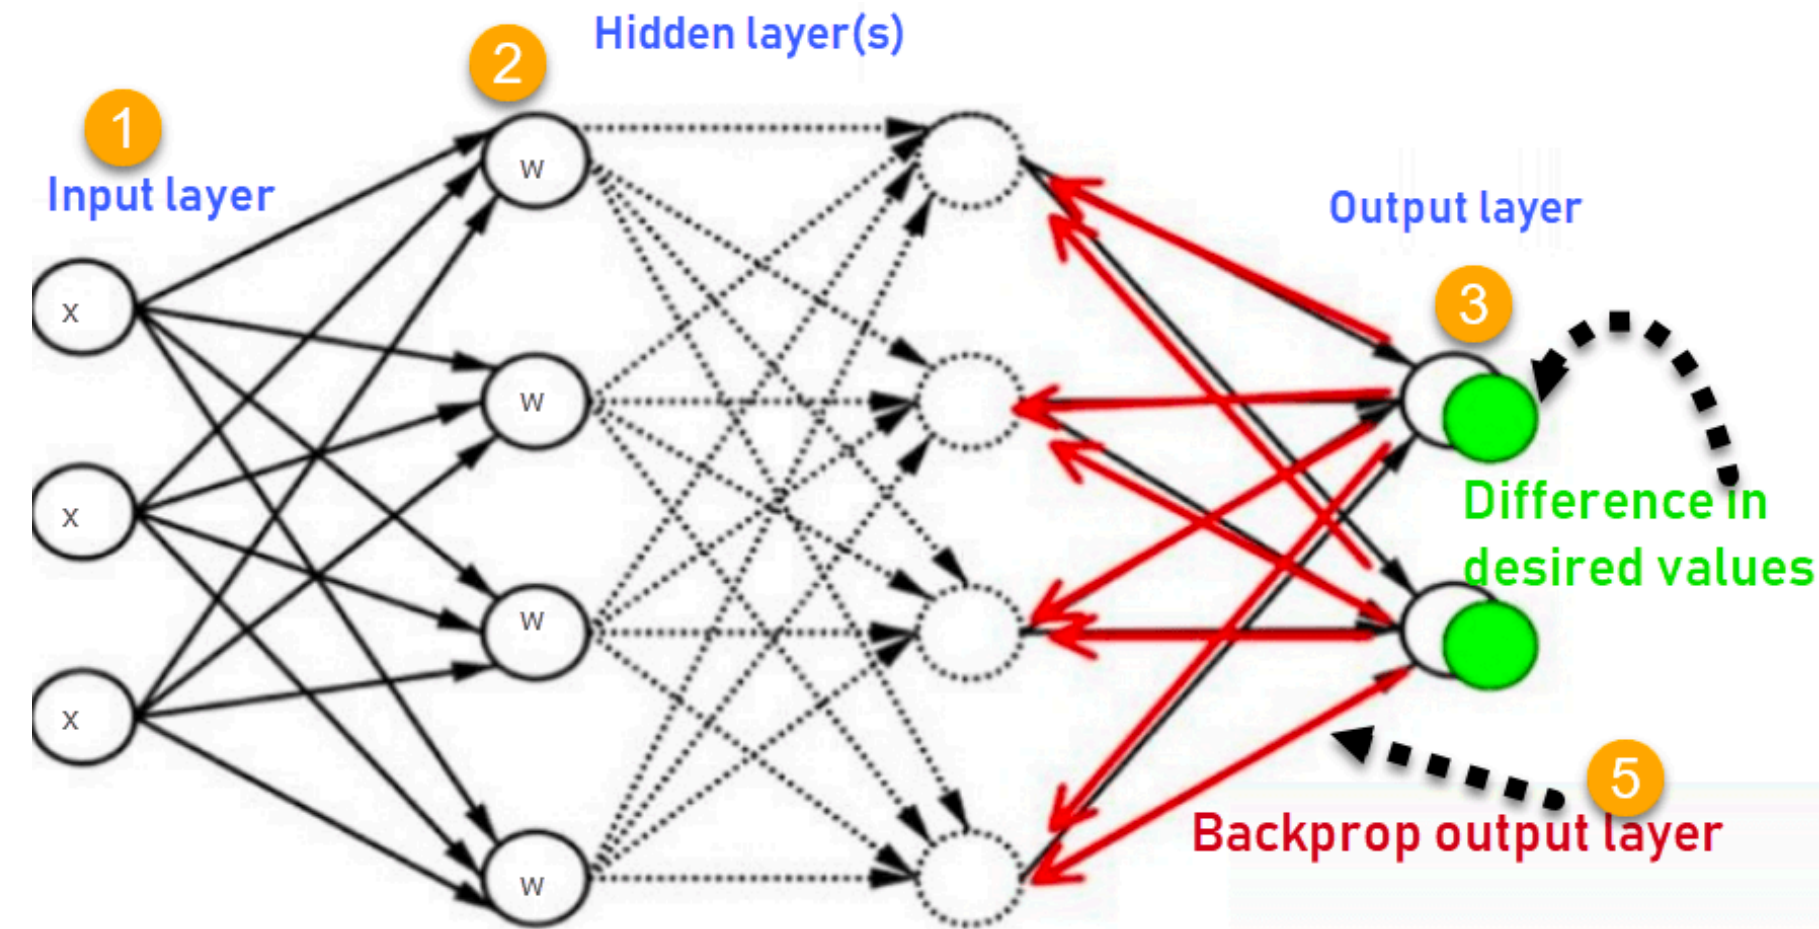 1
Input layer
2
Hidden layer(s)
x
x
x
w
w
w
w
Output layer
3
Difference in
desired values
5
Backprop output layer